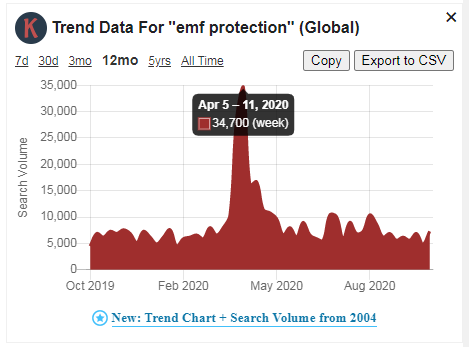 K Trend Data For "emf protection" (Global)
×
7d 30d 3mo 12mo 5yrs All Time Copy Export to CSV
35,000
30,000
25,000
20,000
15,000
10,000
5,000
0
Search Volume
Apr 5 – 11, 2020
34,700 (week)
Oct 2019 Feb 2020 May 2020 Aug 2020
New: Trend Chart + Search Volume from 2004